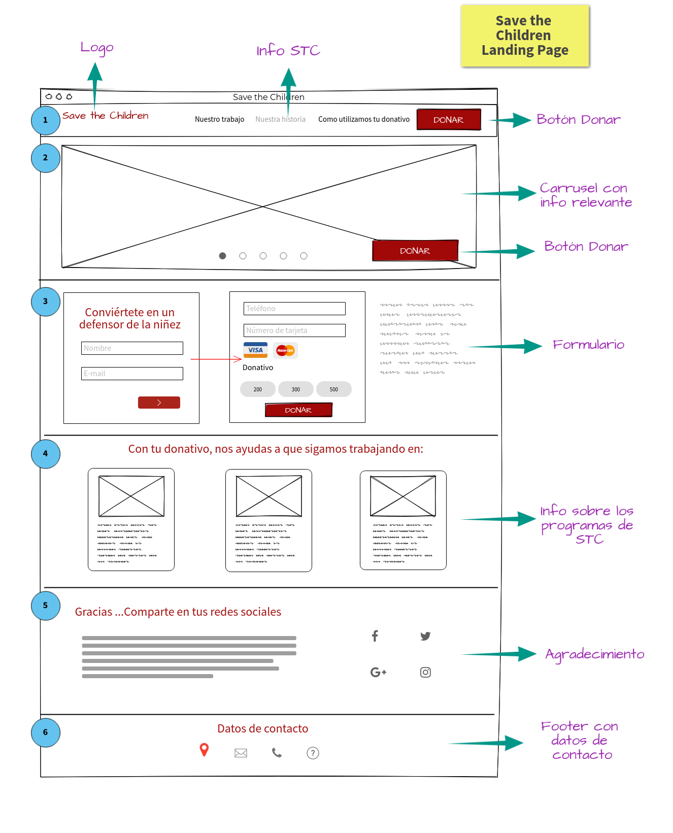 Save the
Children
Landing Page
Logo
Info STC
Save the Children
1
Save the Children
Nuestro trabajo
Nuestra historia
Como utilizamos tu donativo
DONAR
Botón Donar
2
Carrusel con
info relevante
DONAR
Botón Donar
3
Conviértete en un
defensor de la niñez
Nombre
E-mail
Teléfono
Número de tarjeta
VISA
MasterCard
Donativo
200
300
500
DONAR
Formulario
4
Con tu donativo, nos ayudas a que sigamos trabajando en:
Info sobre los
programas de
STC
5
Gracias ...Comparte en tus redes sociales
G+
Agradecimiento
6
Datos de contacto
?
Footer con
datos de
contacto